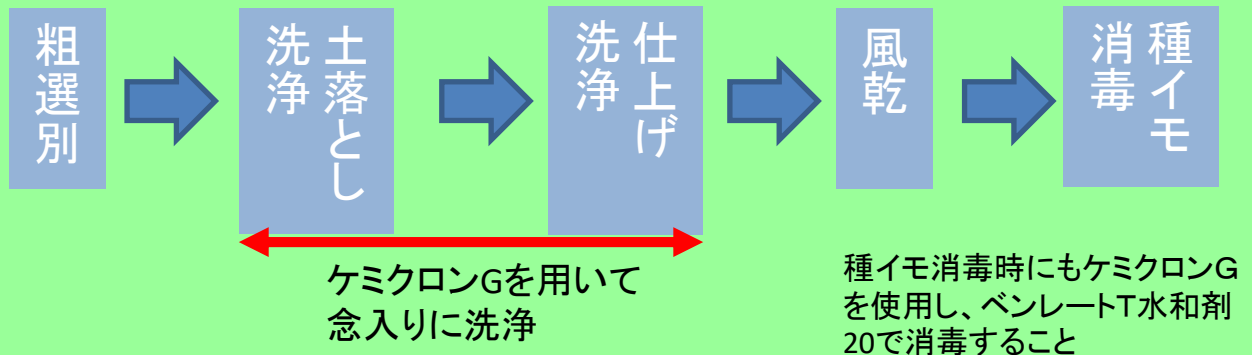 粗選別
土落とし
洗浄
仕上げ
洗浄
風乾
種イモ
消毒
ケミクロンGを用いて
念入りに洗浄
種イモ消毒時にもケミクロンG
を使用し、ベンレートT水和剤
20で消毒すること